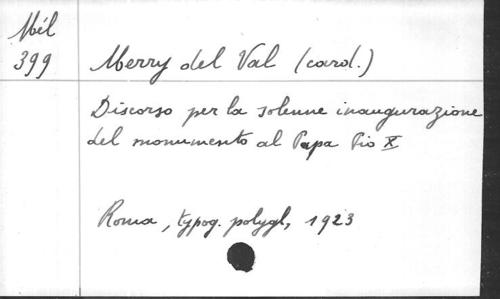 Mél
399
Merry del Val (card.)
Discorso per la solenne inaugurazione
del monumento al Papa Pio X
Roma, typog. polygl, 1923